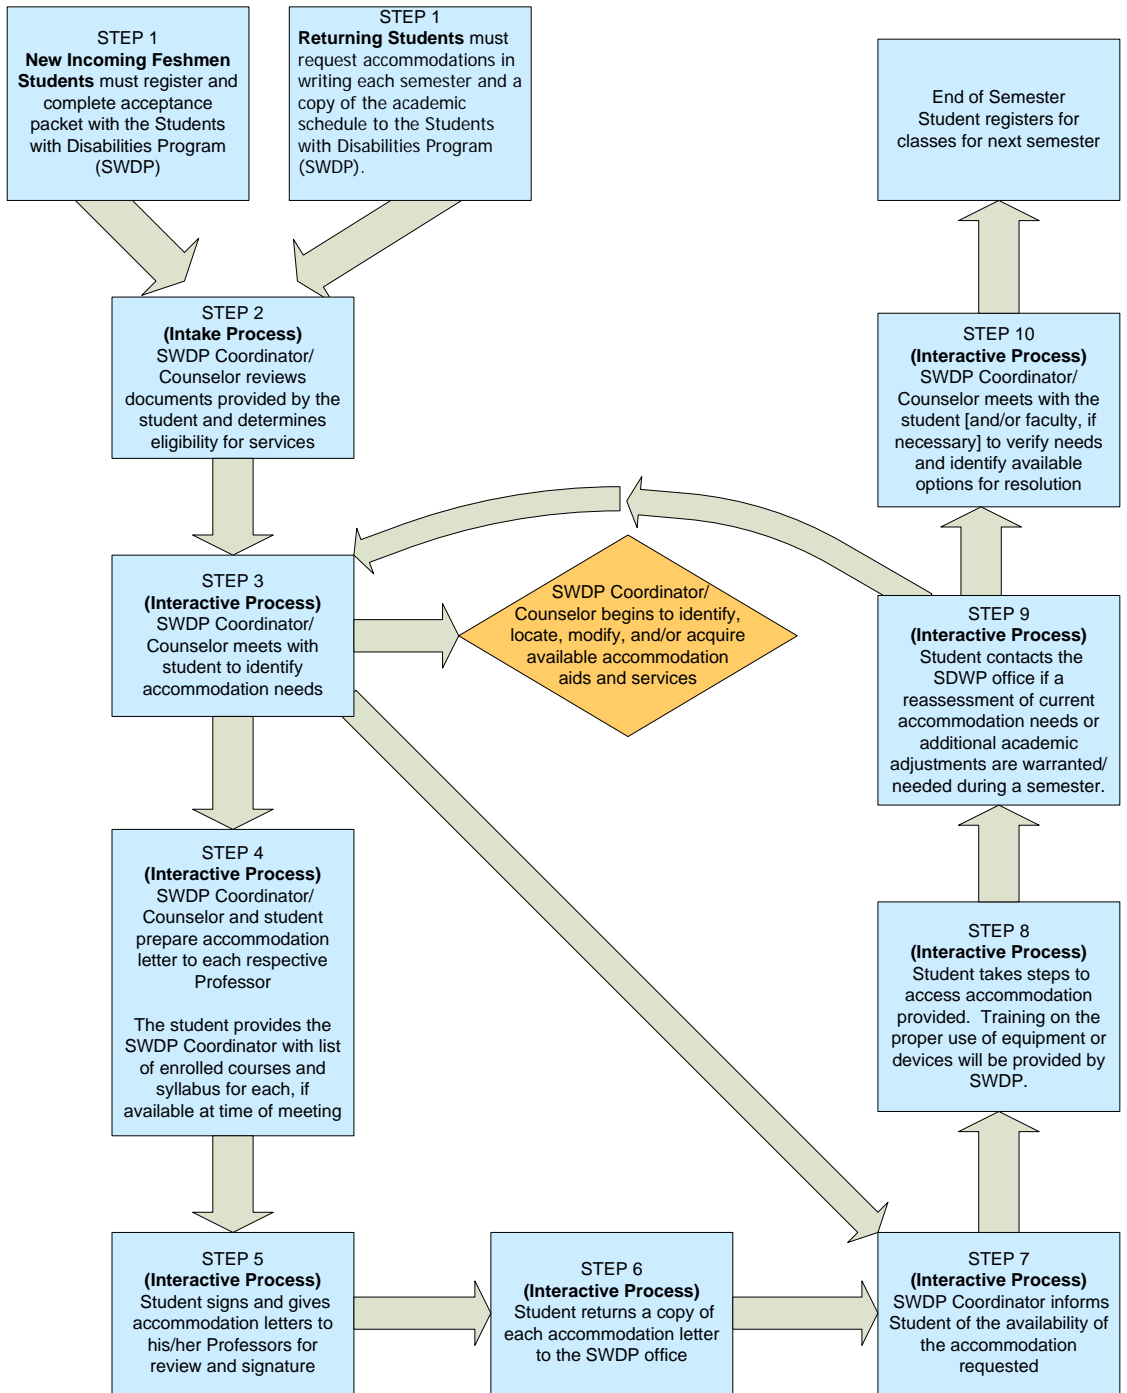 STEP 1
New Incoming Feshmen
Students must register and
complete acceptance
packet with the Students
with Disabilities Program
(SWDP)
STEP 1
Returning Students must
request accommodations in
writing each semester and a
copy of the academic
schedule to the Students
with Disabilities Program
(SWDP).
STEP 2
(Intake Process)
SWDP Coordinator/
Counselor reviews
documents provided by the
student and determines
eligibility for services
STEP 3
(Interactive Process)
SWDP Coordinator/
Counselor meets with
student to identify
accommodation needs
SWDP Coordinator/
Counselor begins to identify,
locate, modify, and/or acquire
available accommodation
aids and services
STEP 4
(Interactive Process)
SWDP Coordinator/
Counselor and student
prepare accommodation
letter to each respective
Professor
The student provides the
SWDP Coordinator with list
of enrolled courses and
syllabus for each, if
available at time of meeting
STEP 5
(Interactive Process)
Student signs and gives
accommodation letters to
his/her Professors for
review and signature
STEP 6
(Interactive Process)
Student returns a copy of
each accommodation letter
to the SWDP office
STEP 7
(Interactive Process)
SWDP Coordinator informs
Student of the availability of
the accommodation
requested
STEP 8
(Interactive Process)
Student takes steps to
access accommodation
provided.  Training on the
proper use of equipment or
devices will be provided by
SWDP.
STEP 9
(Interactive Process)
Student contacts the
SDWP office if a
reassessment of current
accommodation needs or
additional academic
adjustments are warranted/
needed during a semester.
STEP 10
(Interactive Process)
SWDP Coordinator/
Counselor meets with the
student [and/or faculty, if
necessary] to verify needs
and identify available
options for resolution
End of Semester
Student registers for
classes for next semester